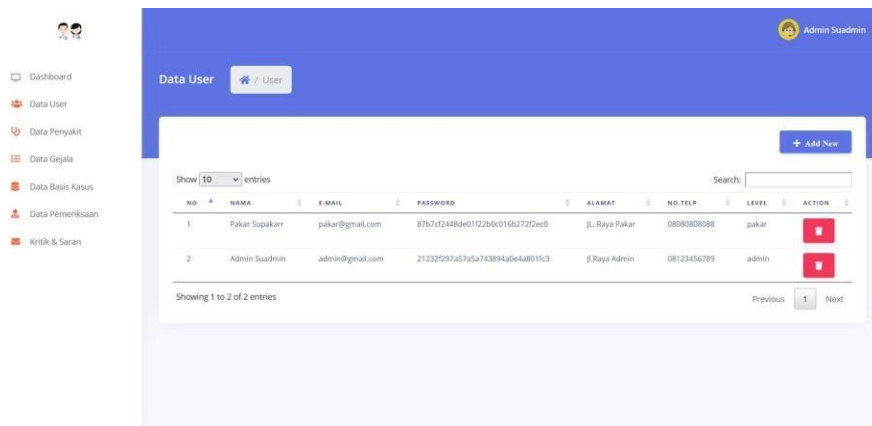 Admin Suadmin
Dashboard
Data User
Data Penyakit
Data Gejala
Data Basis Kasus
Data Pemeriksaan
Kritik & Saran
Data User
/ User
+ Add New
Show 10 entries
Search:
NO NAMA E-MAIL PASSWORD ALAMAT NO.TELP LEVEL ACTION
1 Pakar Supakarr pakar@gmail.com 87b7cf2448de01f22b0c016b272f2ec0 JL. Raya Pakar 08080808088 pakar
2 Admin Suadmin admin@gmail.com 21232f297a57a5a743894a0e4a801fc3 Jl.Raya Admin 08123456789 admin
Showing 1 to 2 of 2 entries
Previous 1 Next